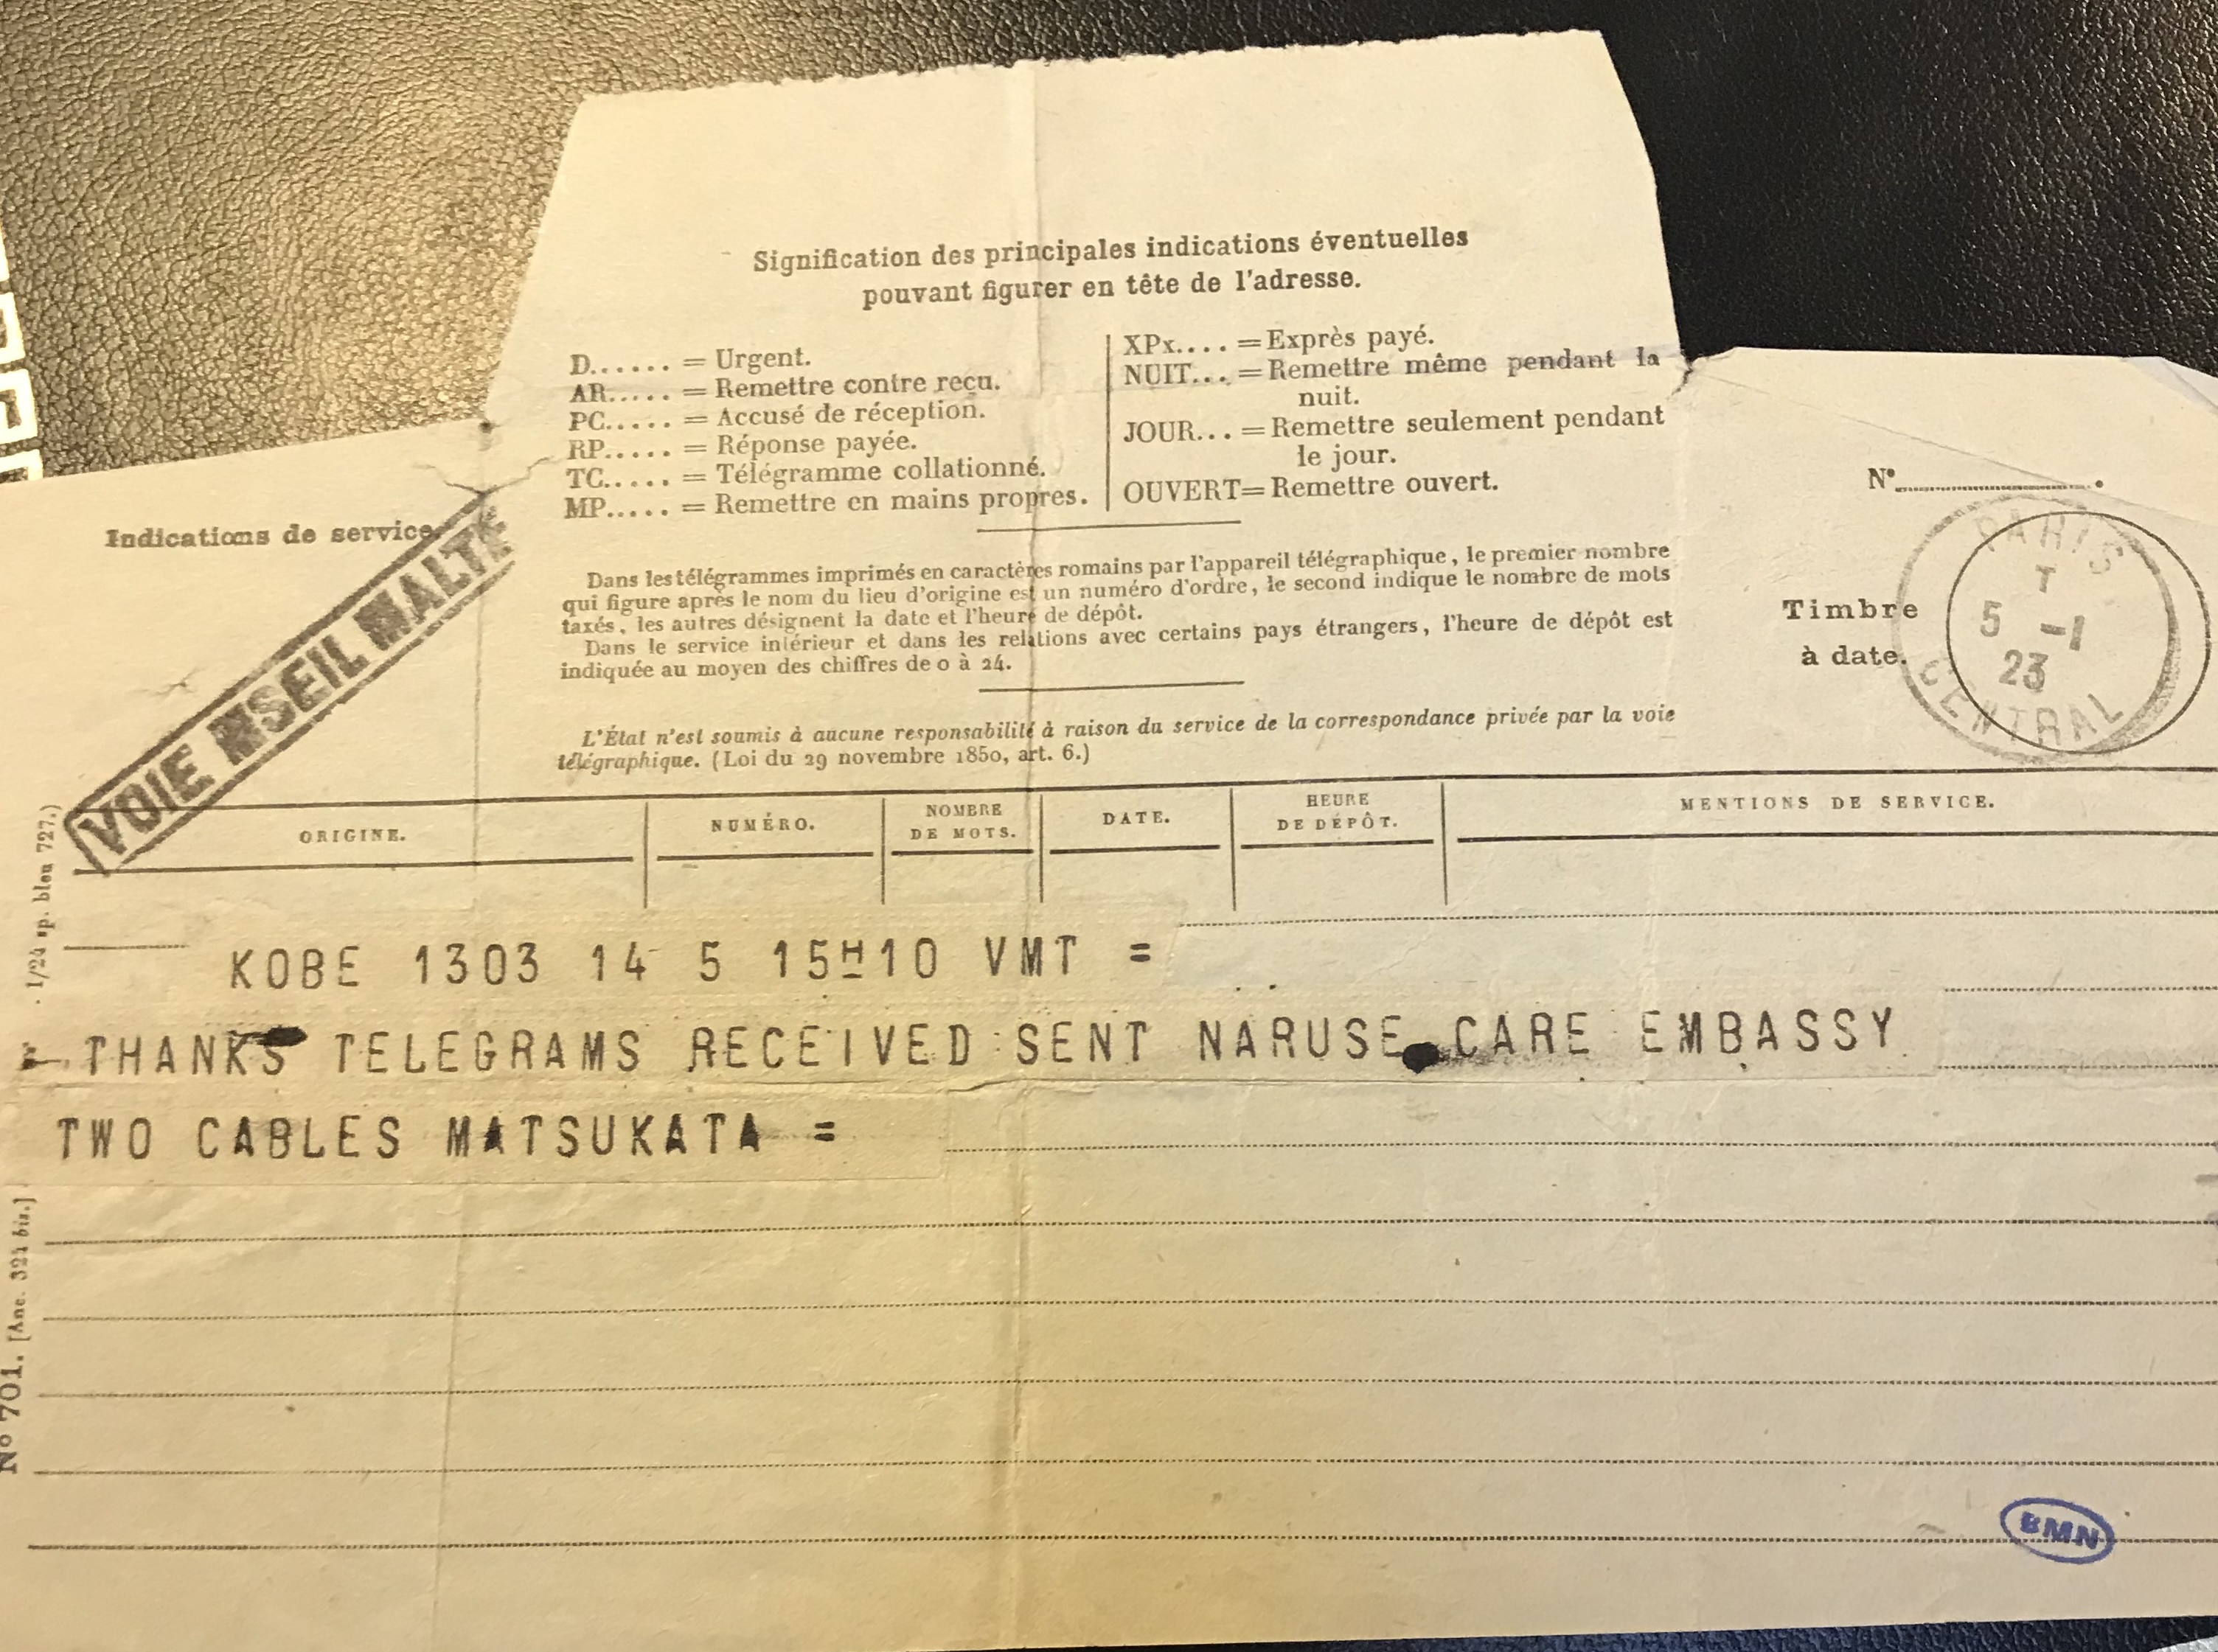 Signification des principales indications éventuelles
pouvant figurer en tête de l'adresse.
D...... = Urgent.
AR..... = Remettre contre reçu.
PC..... = Accusé de réception.
RP..... = Réponse payée.
TC..... = Télégramme collationné.
MP..... = Remettre en mains propres.
XPx.... = Exprès payé.
NUIT... = Remettre même pendant la
nuit.
JOUR... = Remettre seulement pendant
le jour.
OUVERT = Remettre ouvert.
Indications de service.
VOIE MSEIL MALTE
Dans les télégrammes imprimés en caractères romains par l'appareil télégraphique, le premier nombre
qui figure après le nom du lieu d'origine est un numéro d'ordre, le second indique le nombre de mots
taxés, les autres désignent la date et l'heure de dépôt.
Dans le service intérieur et dans les relations avec certains pays étrangers, l'heure de dépôt est
indiquée au moyen des chiffres de 0 à 24.
L'État n'est soumis à aucune responsabilité à raison du service de la correspondance privée par la voie
télégraphique. (Loi du 29 novembre 1850, art. 6.)
N°
Timbre
à date.
PARIS
T
5 -1
23
CENTRAL
ORIGINE. NUMÉRO. NOMBRE DE MOTS. DATE. HEURE DE DÉPÔT. MENTIONS DE SERVICE.
KOBE 1303 14 5 15H10 VMT =
THANKS TELEGRAMS RECEIVED SENT NARUSE CARE EMBASSY
TWO CABLES MATSUKATA =
N° 701. [Anc. 324 bis.]
1/24 sp. bleu 727.)
BMN